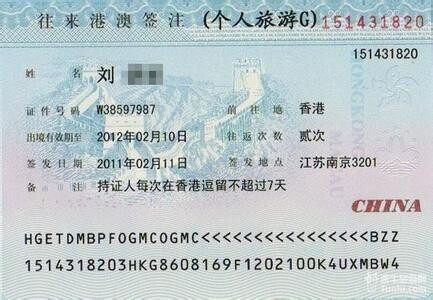 往来港澳签注 (个人旅游G) 151431820
151431820
姓名 刘
证件号码 W38597987 前往地 香港
出境有效期至 2012年02月10日 往返次数 贰次
签发日期 2011年02月11日 签发地点 江苏南京3201
备注 持证人每次在香港逗留不超过7天
CHINA
HGETDMBPFOGMCOGMC<<<<<<<<<<<<<<<<BZZ
1514318203HKG8608169F1202100K4UXMBW4